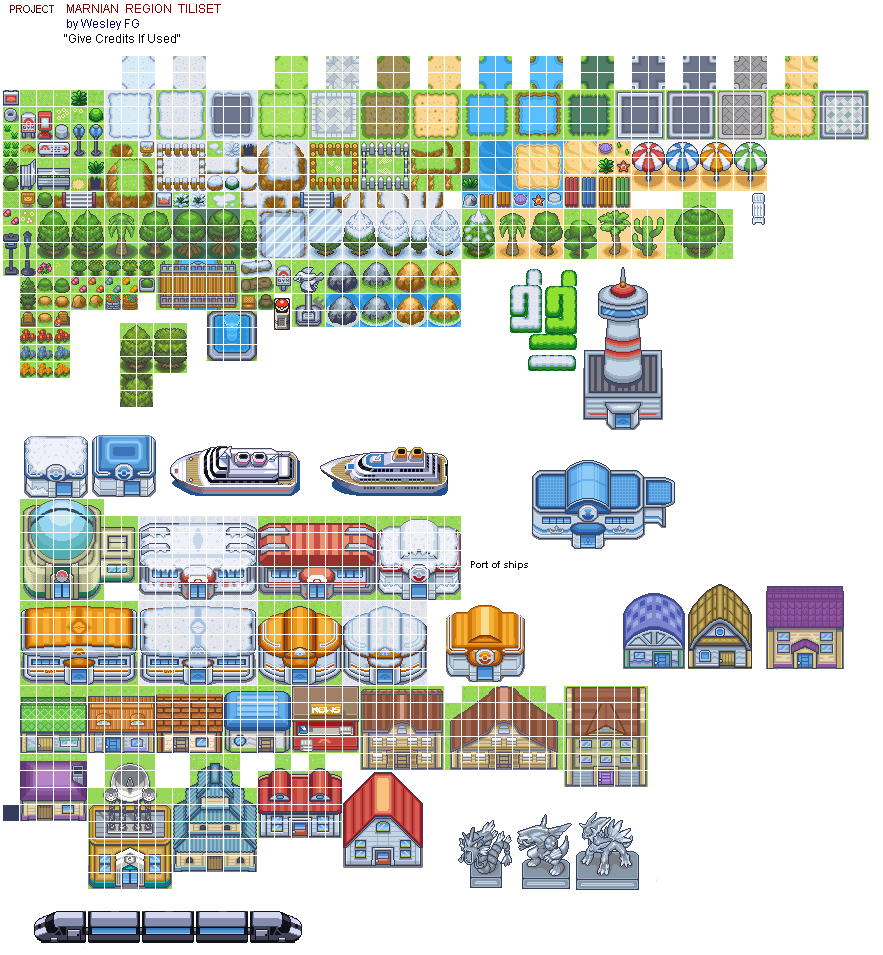 PROJECT MARNIAN REGION TILISET
by Wesley FG
"Give Credits If Used"
Port of ships
NEWS